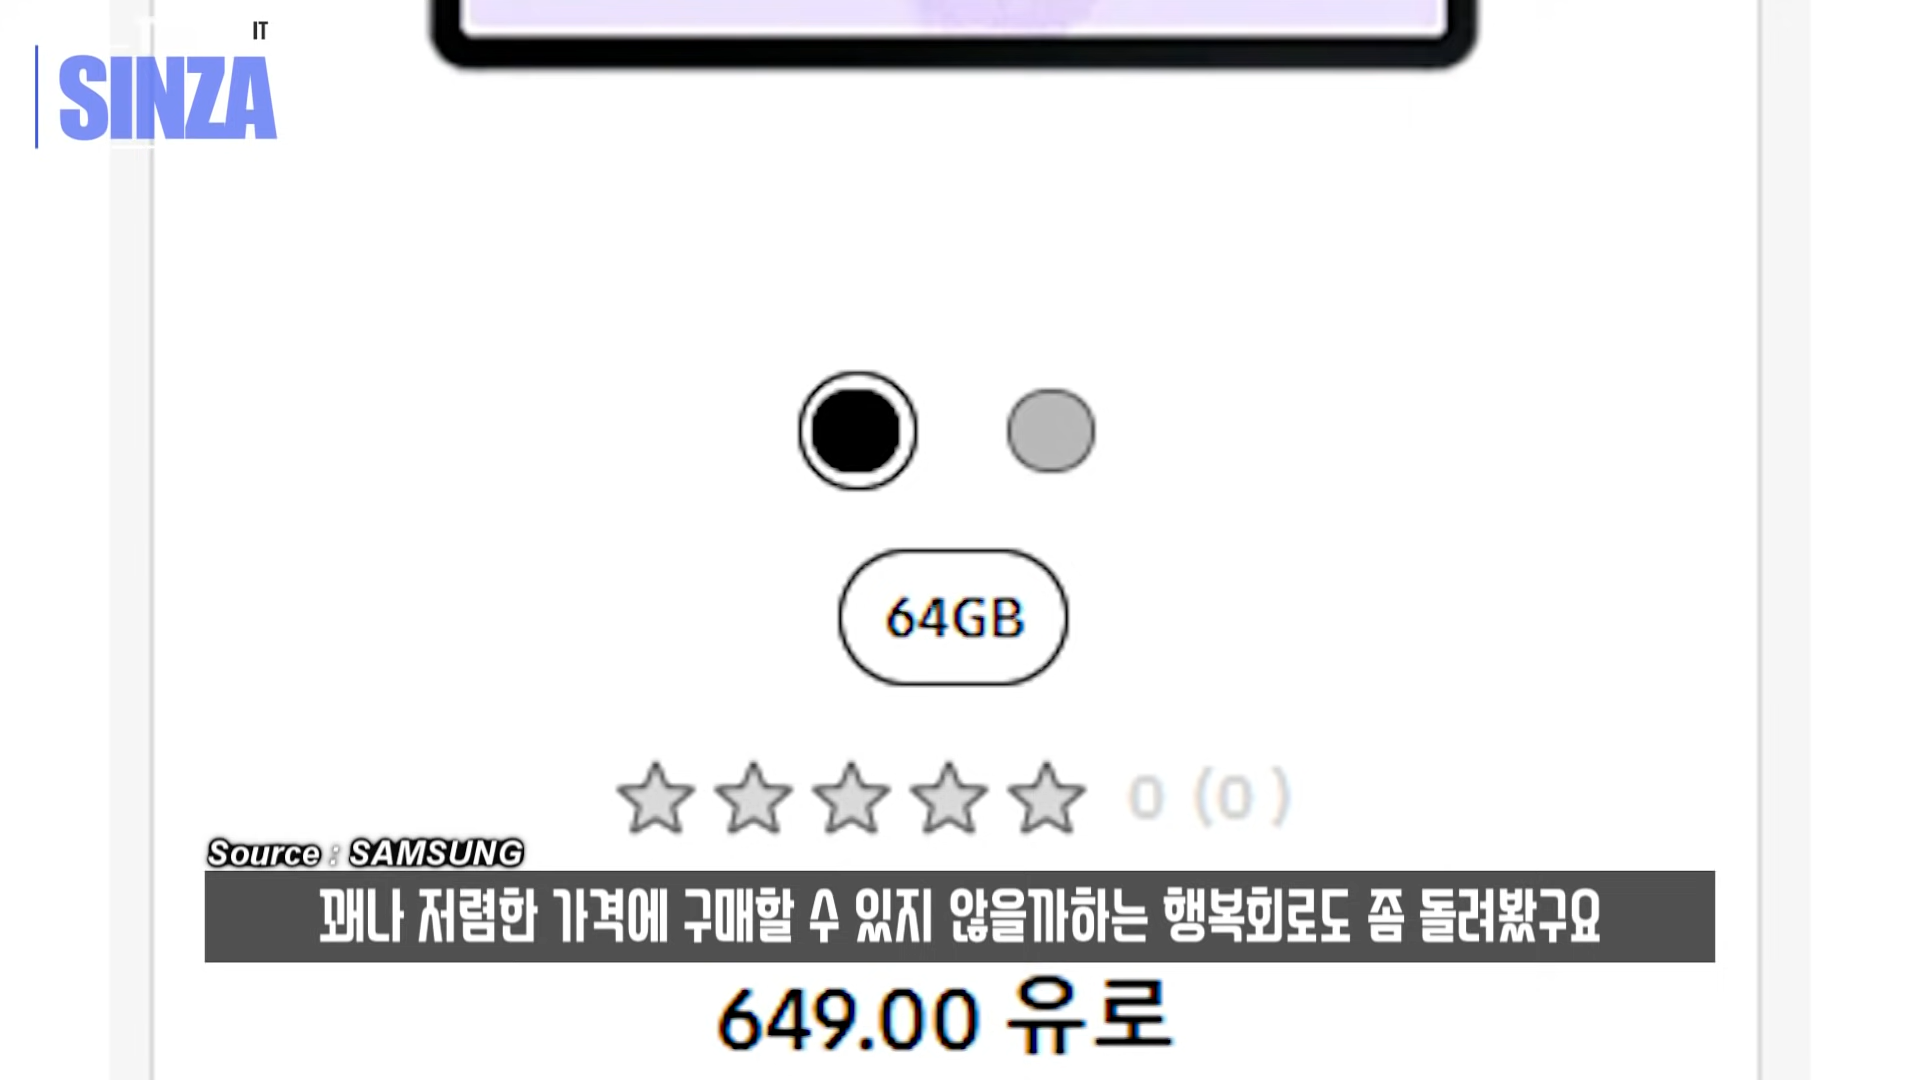 IT
SINZA
64GB
0 (0)
Source : SAMSUNG
꽤나 저렴한 가격에 구매할 수 있지 않을까하는 행복회로도 좀 돌려봤구요
649.00 유로